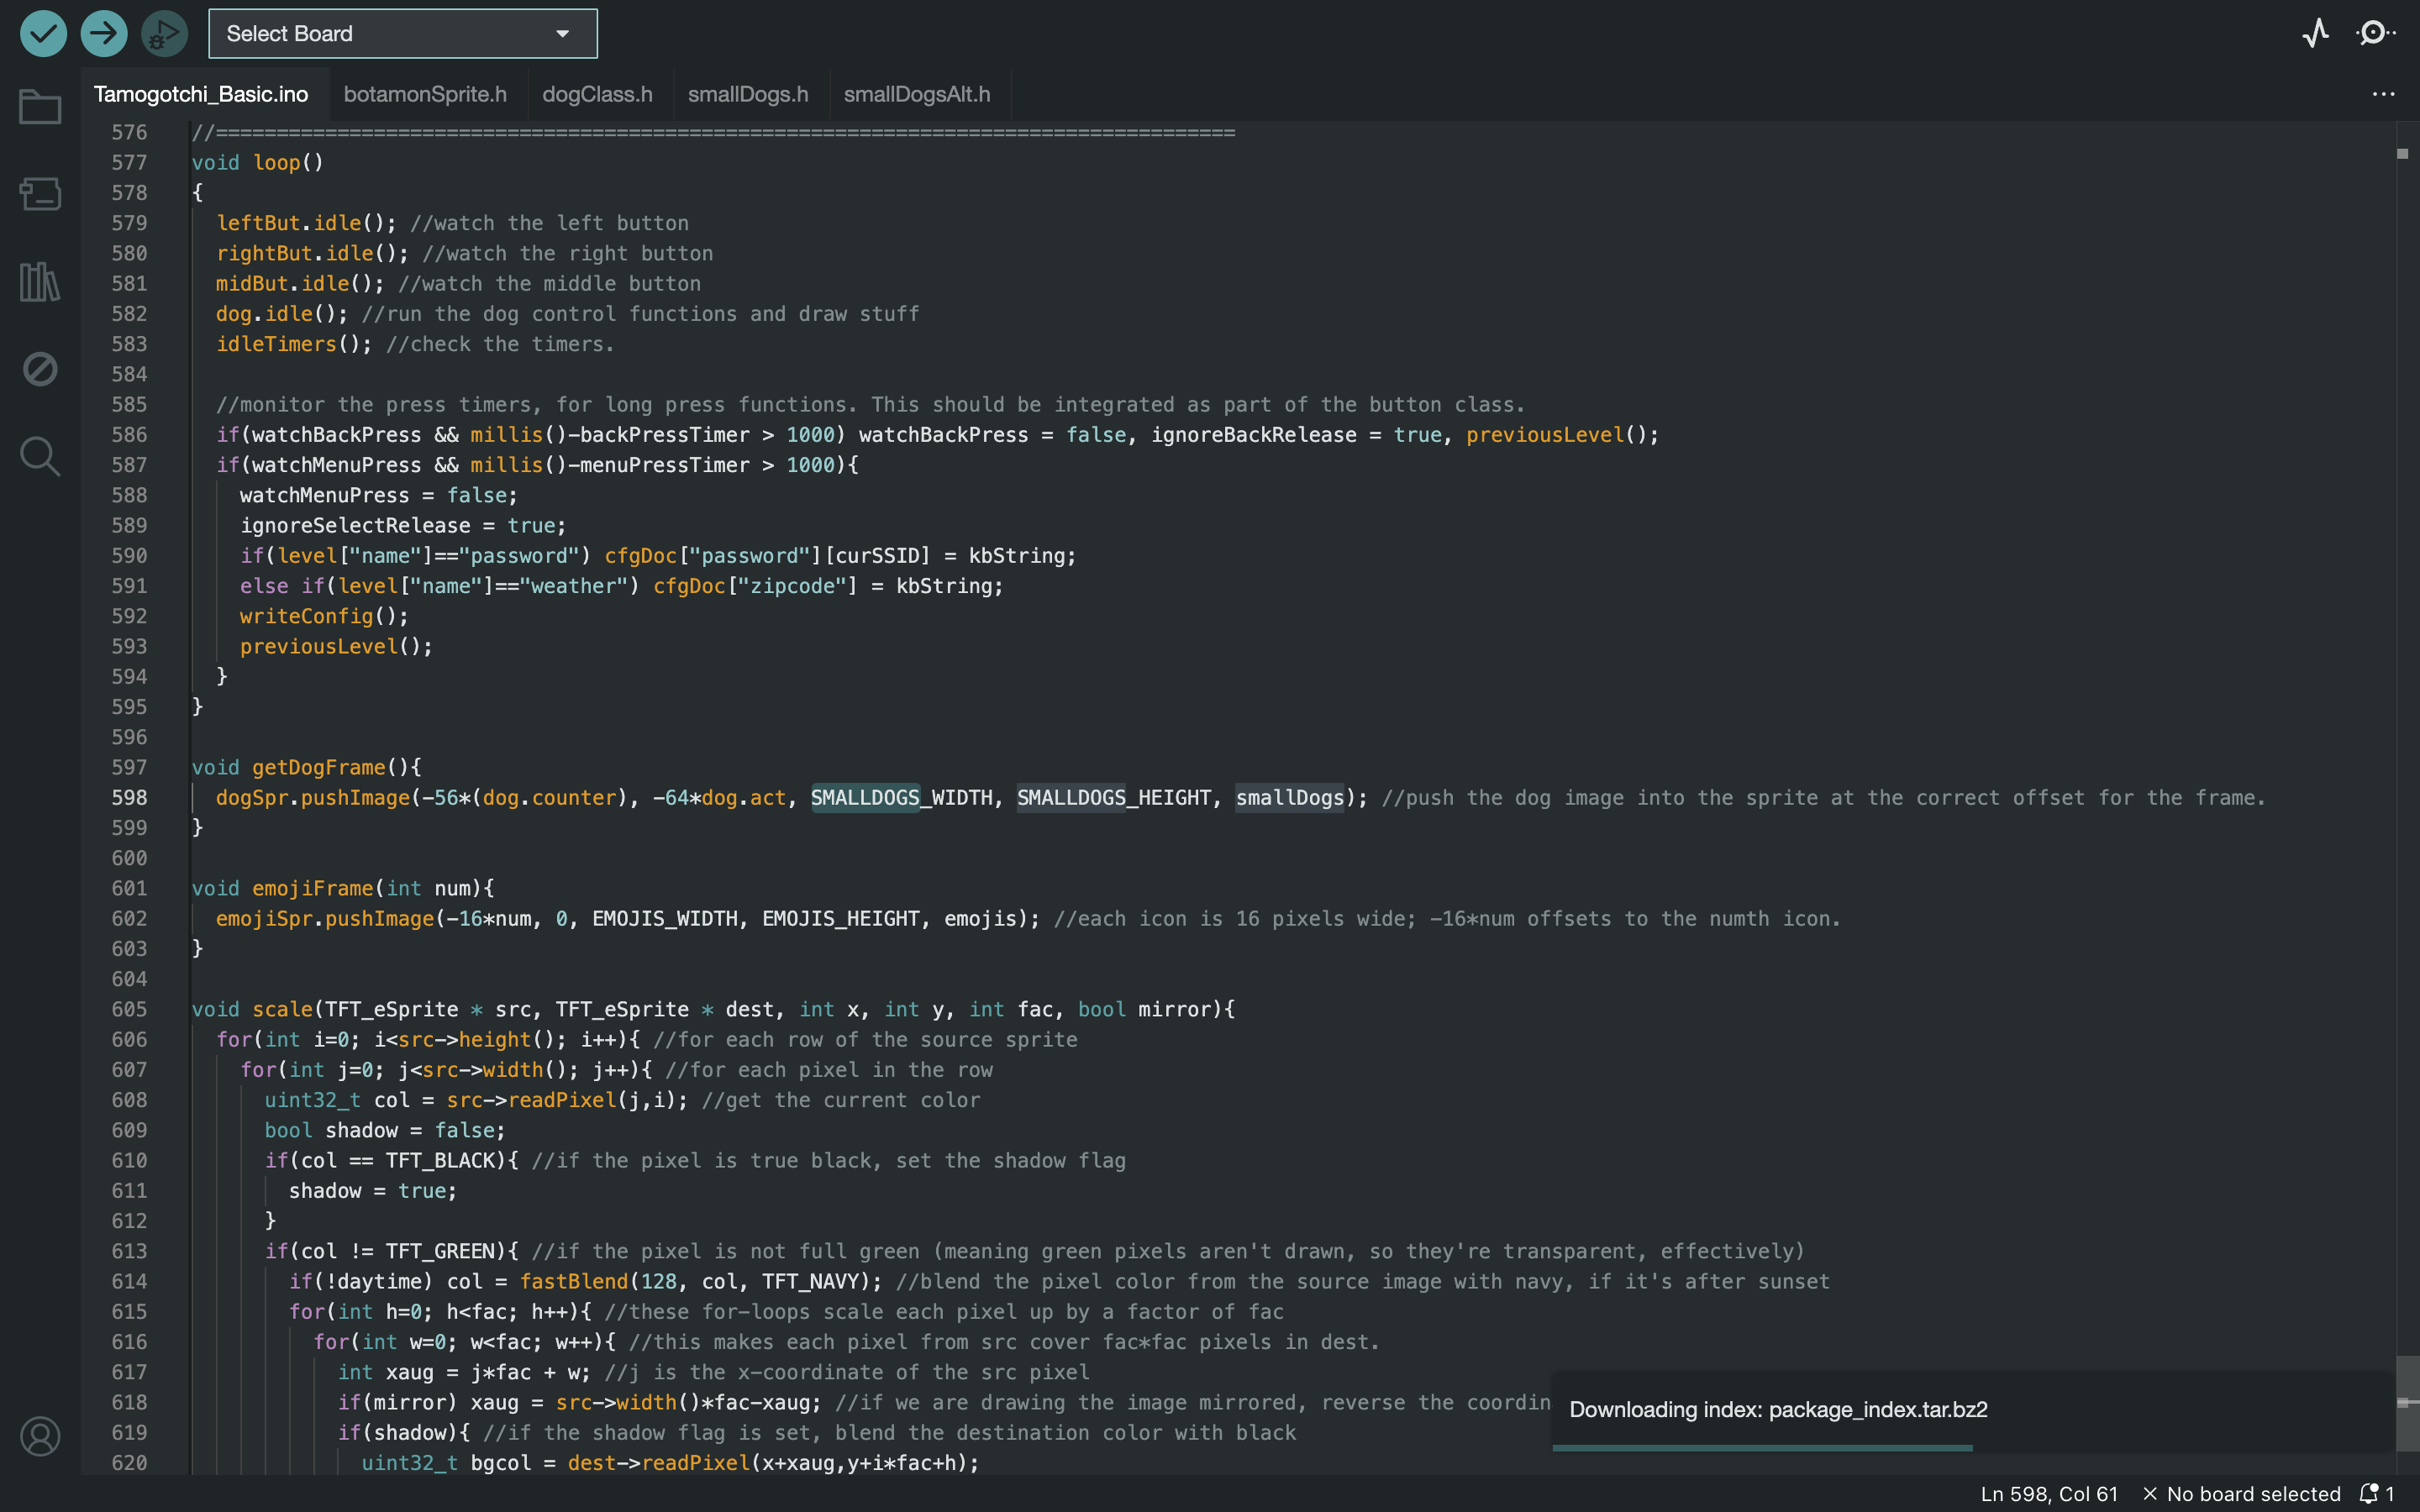 Select Board
Tamogotchi_Basic.ino botamonSprite.h dogClass.h smallDogs.h smallDogsAlt.h ...
576 //====================================================================================
577 void loop()
578 {
579 leftBut.idle(); //watch the left button
580 rightBut.idle(); //watch the right button
581 midBut.idle(); //watch the middle button
582 dog.idle(); //run the dog control functions and draw stuff
583 idleTimers(); //check the timers.
584
585 //monitor the press timers, for long press functions. This should be integrated as part of the button class.
586 if(watchBackPress && millis()-backPressTimer > 1000) watchBackPress = false, ignoreBackRelease = true, previousLevel();
587 if(watchMenuPress && millis()-menuPressTimer > 1000){
588 watchMenuPress = false;
589 ignoreSelectRelease = true;
590 if(level["name"]=="password") cfgDoc["password"][curSSID] = kbString;
591 else if(level["name"]=="weather") cfgDoc["zipcode"] = kbString;
592 writeConfig();
593 previousLevel();
594 }
595 }
596
597 void getDogFrame(){
598 dogSpr.pushImage(-56*(dog.counter), -64*dog.act, SMALLDOGS_WIDTH, SMALLDOGS_HEIGHT, smallDogs); //push the dog image into the sprite at the correct offset for the frame.
599 }
600
601 void emojiFrame(int num){
602 emojiSpr.pushImage(-16*num, 0, EMOJIS_WIDTH, EMOJIS_HEIGHT, emojis); //each icon is 16 pixels wide; -16*num offsets to the numth icon.
603 }
604
605 void scale(TFT_eSprite * src, TFT_eSprite * dest, int x, int y, int fac, bool mirror){
606 for(int i=0; i<src->height(); i++){ //for each row of the source sprite
607 for(int j=0; j<src->width(); j++){ //for each pixel in the row
608 uint32_t col = src->readPixel(j,i); //get the current color
609 bool shadow = false;
610 if(col == TFT_BLACK){ //if the pixel is true black, set the shadow flag
611 shadow = true;
612 }
613 if(col != TFT_GREEN){ //if the pixel is not full green (meaning green pixels aren't drawn, so they're transparent, effectively)
614 if(!daytime) col = fastBlend(128, col, TFT_NAVY); //blend the pixel color from the source image with navy, if it's after sunset
615 for(int h=0; h<fac; h++){ //these for-loops scale each pixel up by a factor of fac
616 for(int w=0; w<fac; w++){ //this makes each pixel from src cover fac*fac pixels in dest.
617 int xaug = j*fac + w; //j is the x-coordinate of the src pixel
618 if(mirror) xaug = src->width()*fac-xaug; //if we are drawing the image mirrored, reverse the coordin
619 if(shadow){ //if the shadow flag is set, blend the destination color with black
620 uint32_t bgcol = dest->readPixel(x+xaug,y+i*fac+h);
Downloading index: package_index.tar.bz2
Ln 598, Col 61 × No board selected 1